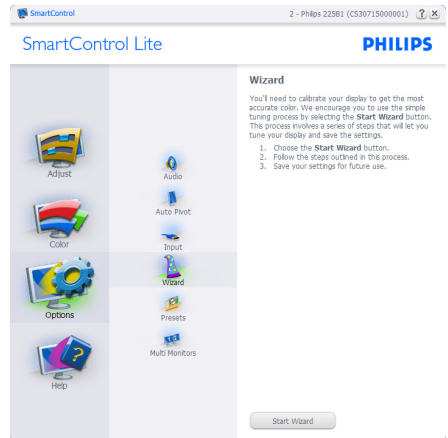 SmartControl
2 - Philips 225B1 (CS30715000001)
SmartControl Lite
PHILIPS
Adjust
Color
Options
Help
Audio
Auto Pivot
Input
Wizard
Presets
Multi Monitors
Wizard
You'll need to calibrate your display to get the most
accurate color. We encourage you to use the simple
tuning process by selecting the Start Wizard button.
This process involves a series of steps that will let you
tune your display and save the settings.
1. Choose the Start Wizard button.
2. Follow the steps outlined in this process.
3. Save your settings for future use.
Start Wizard